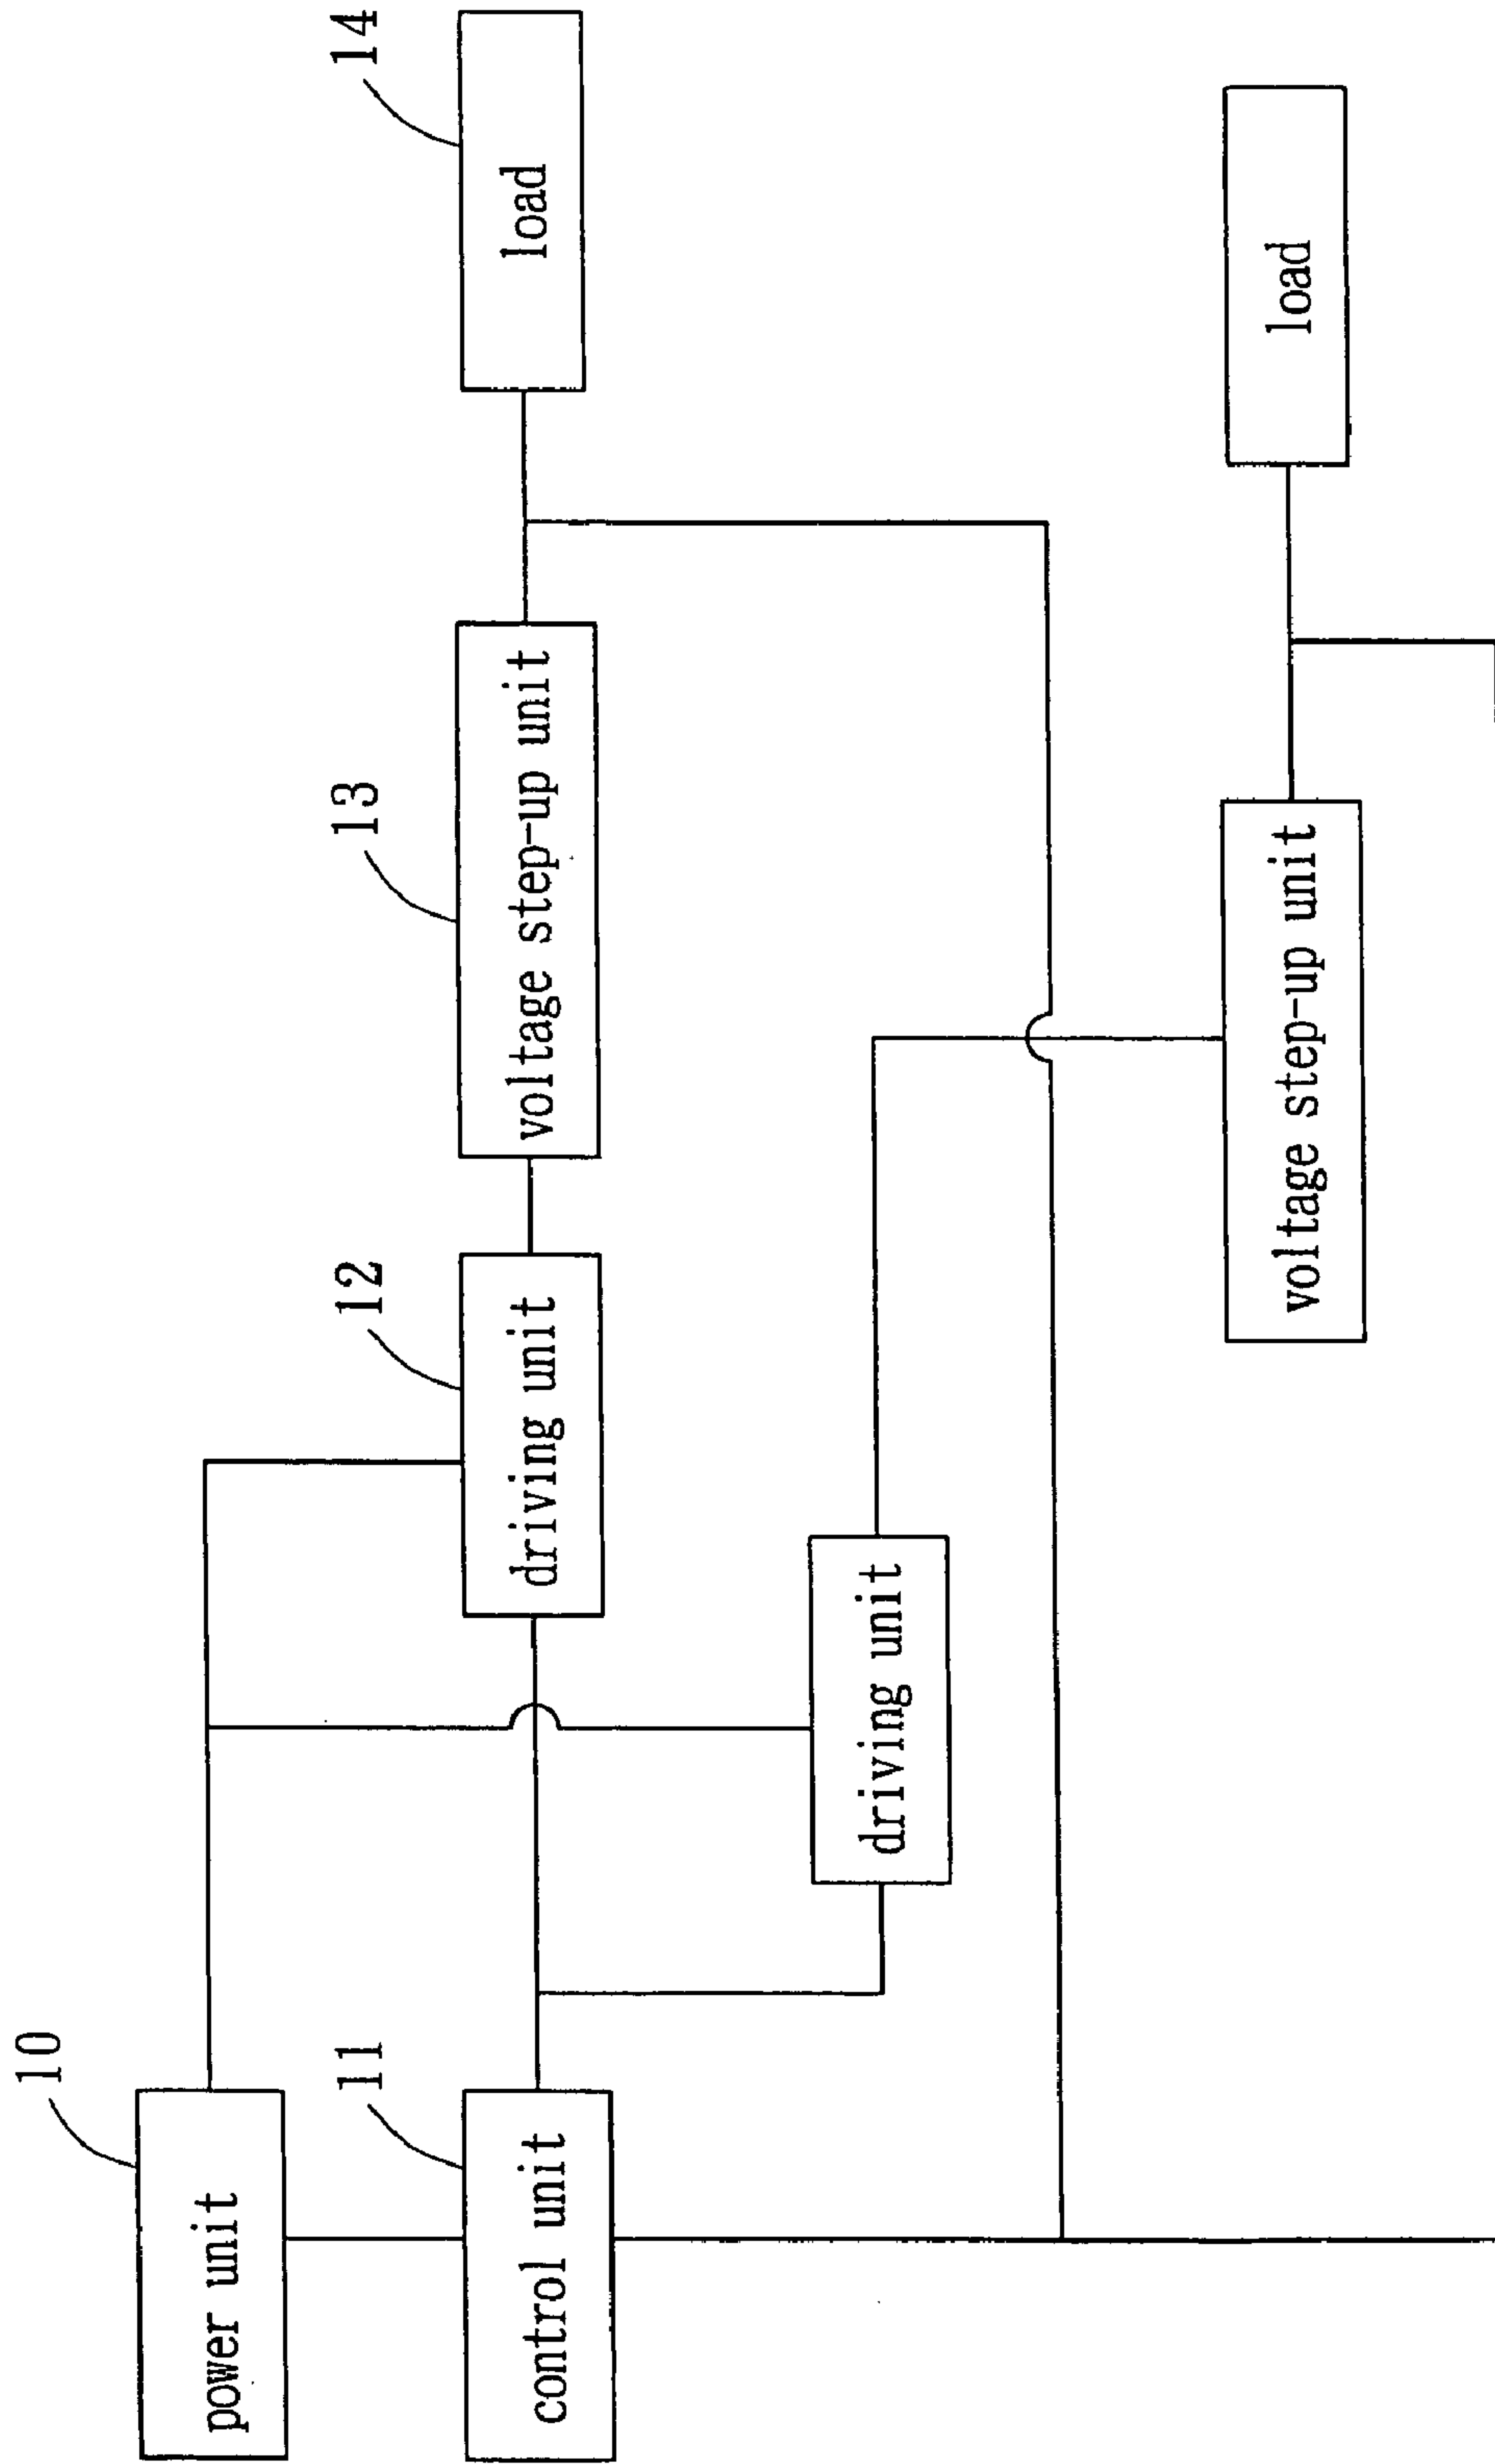 10
power unit
11
control unit
12
driving unit
13
voltage step-up unit
14
load
driving unit
voltage step-up unit
load